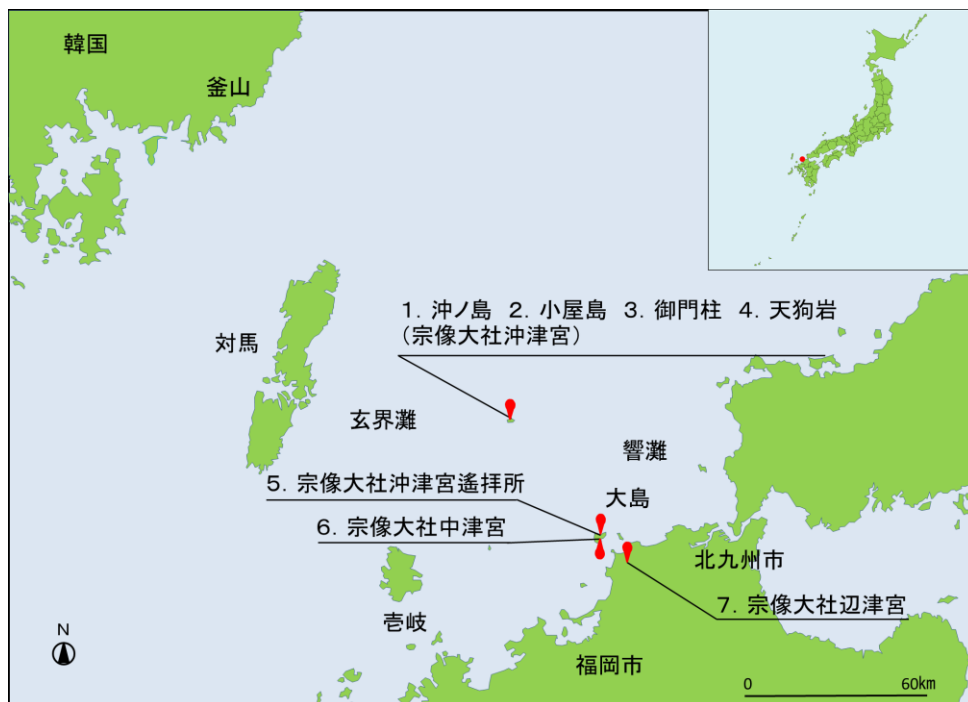 韓国
釜山
1. 沖ノ島 2. 小屋島 3. 御門柱 4. 天狗岩
(宗像大社沖津宮)
対馬
玄界灘
響灘
5. 宗像大社沖津宮遙拝所
大島
6. 宗像大社中津宮
北九州市
7. 宗像大社辺津宮
壱岐
福岡市
N
0 60km